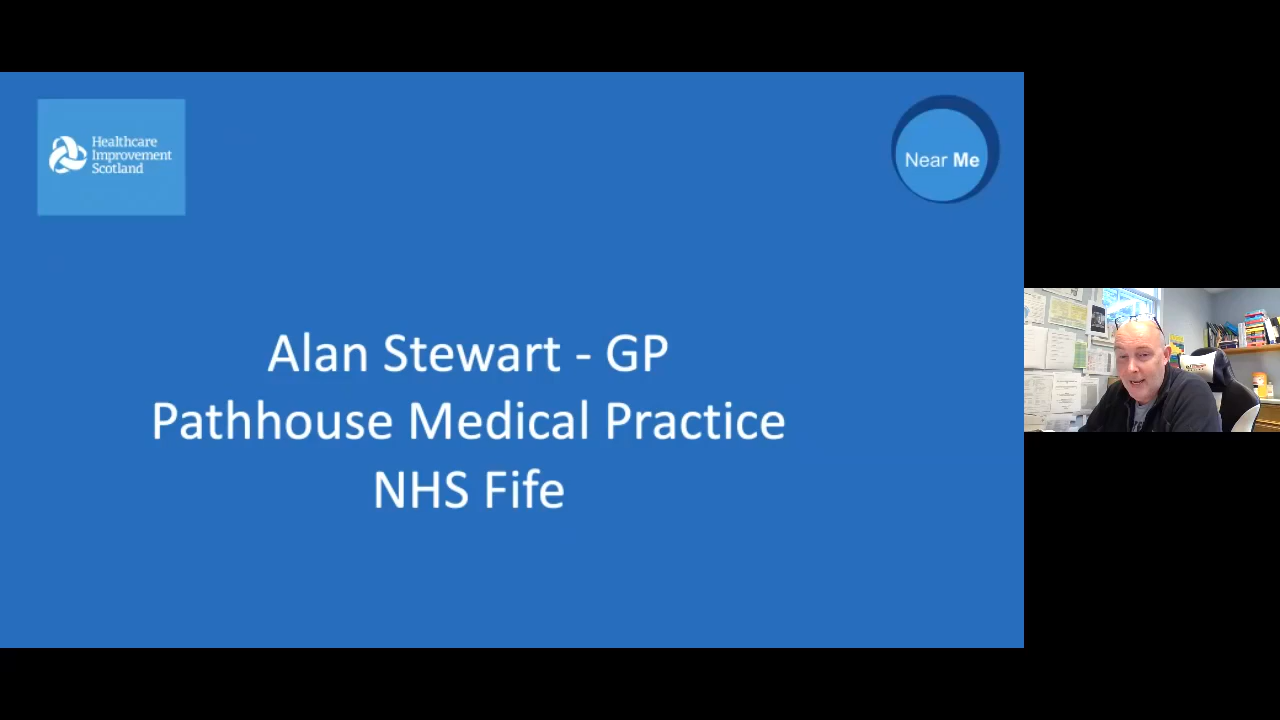 Healthcare
Improvement
Scotland
Near Me
Alan Stewart - GP
Pathhouse Medical Practice
NHS Fife